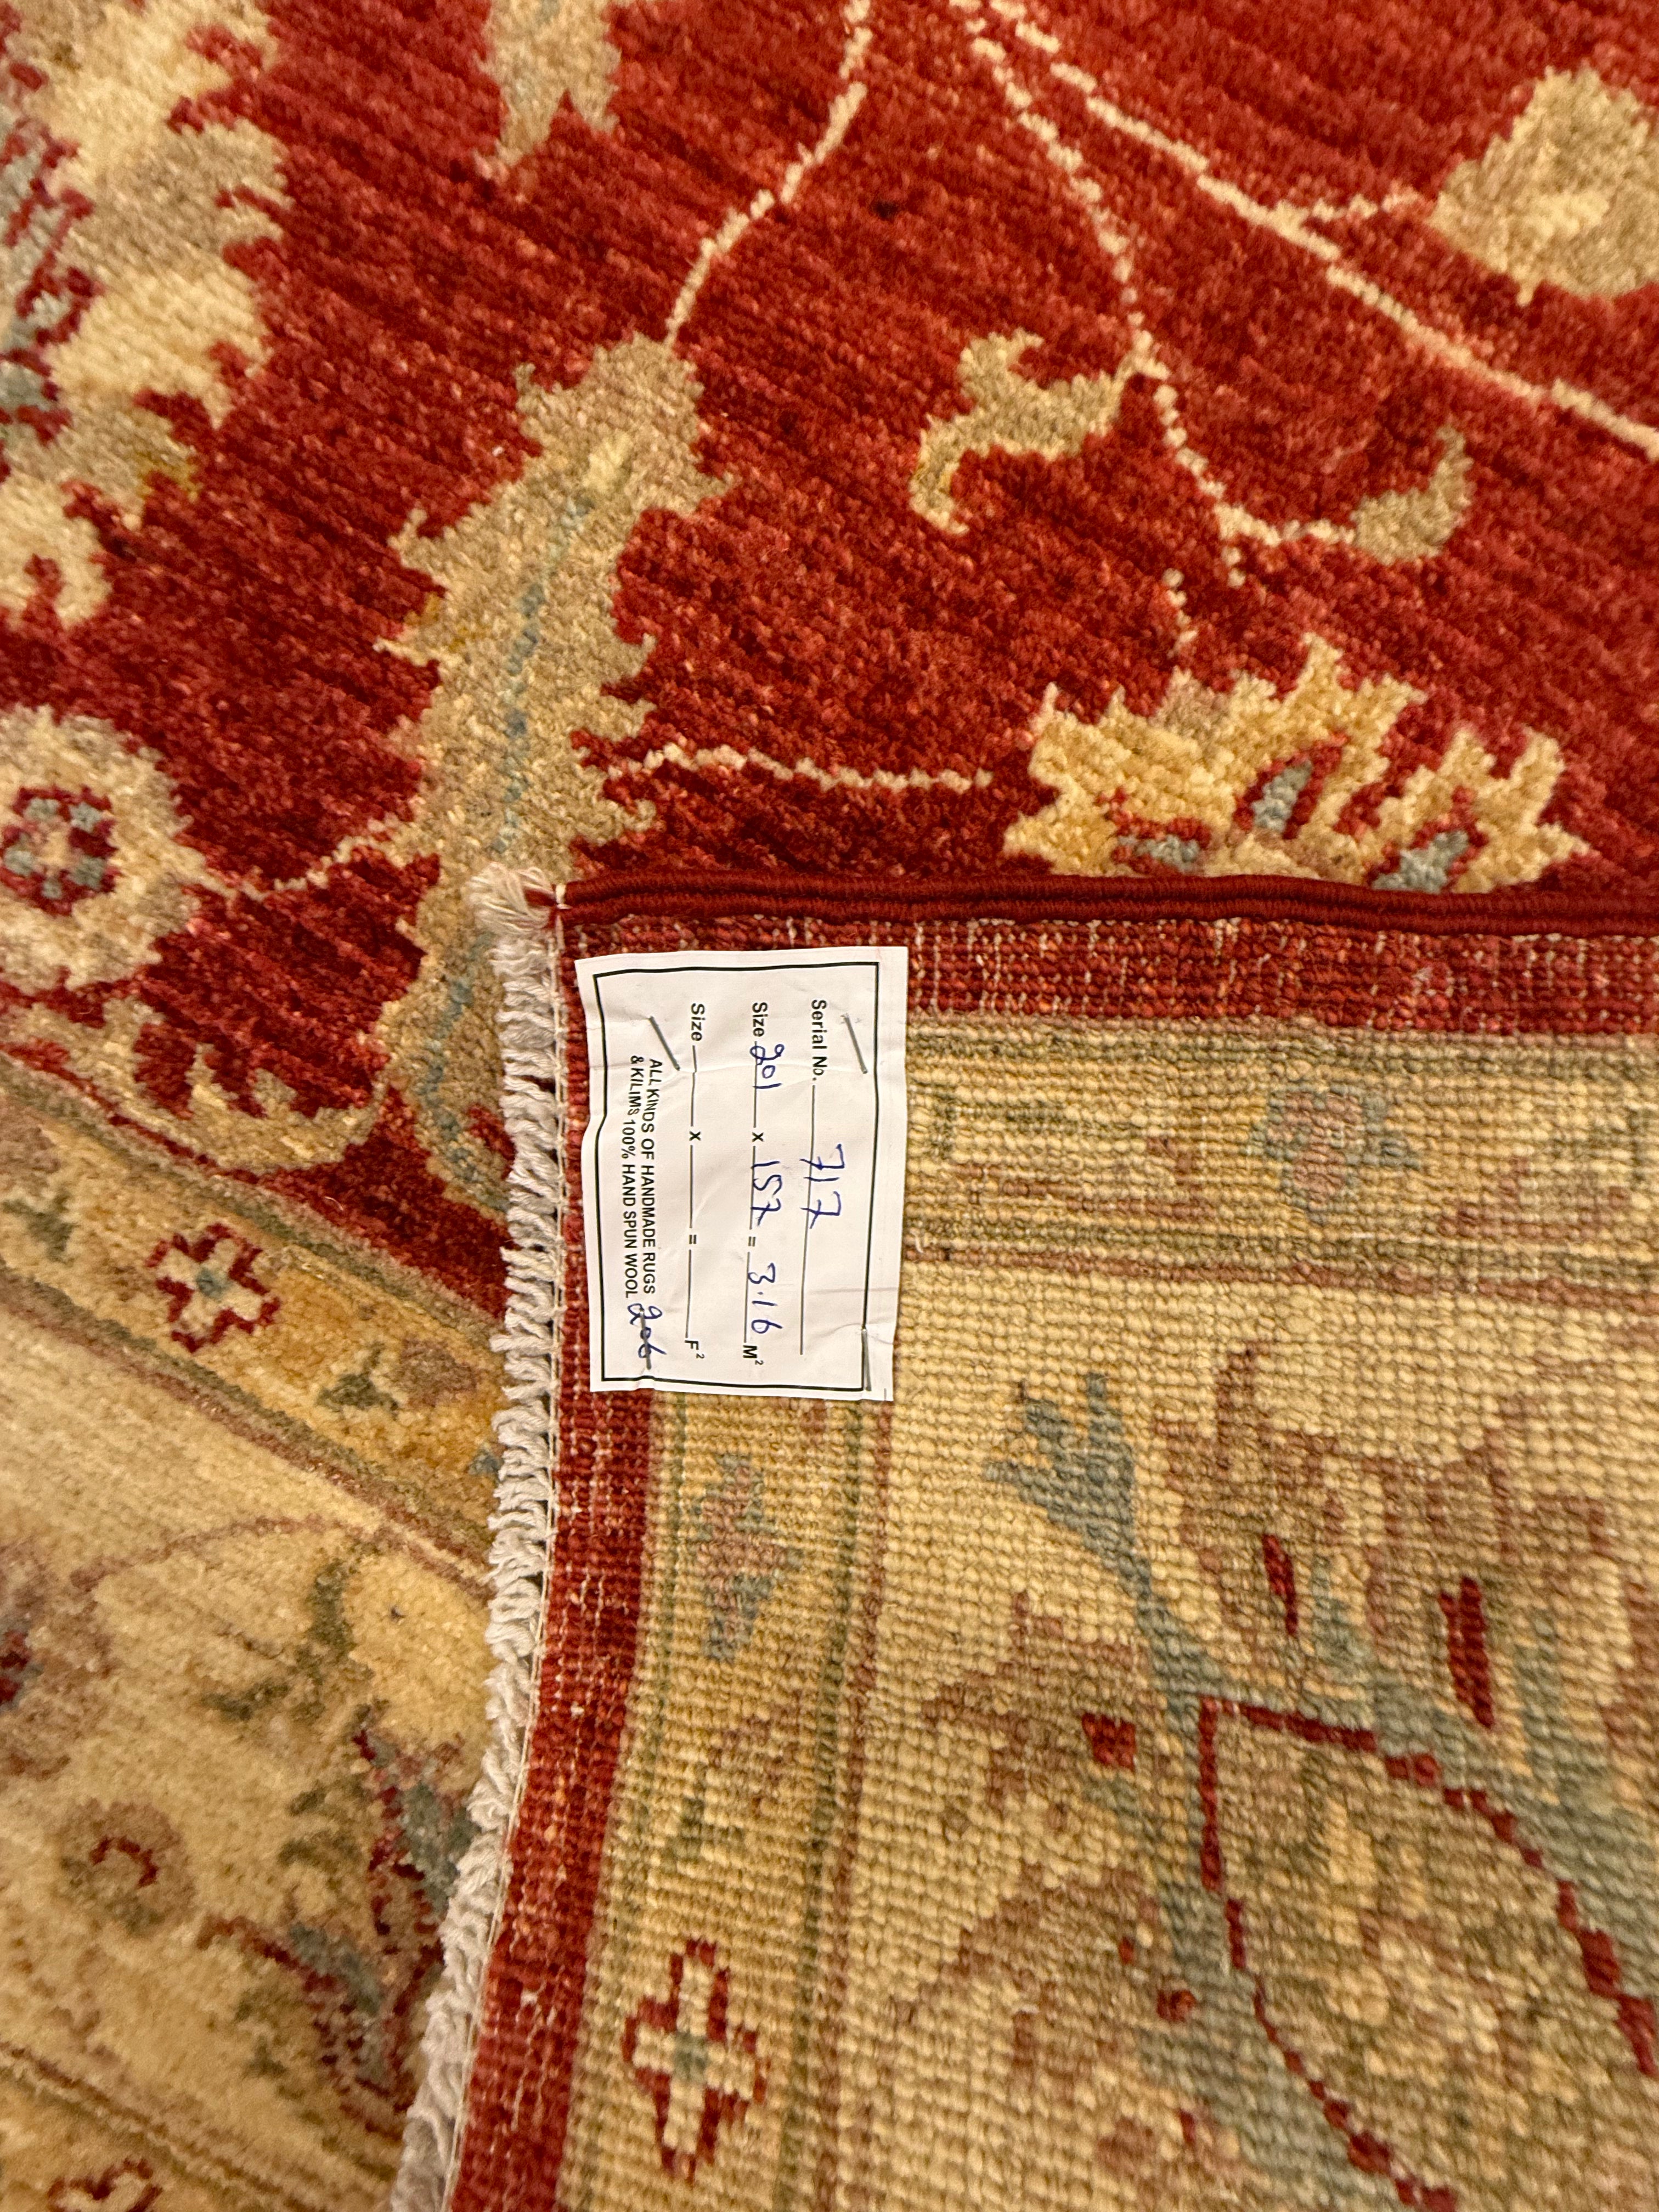 Serial No. 717
Size 201 x 157 = 3.16 M²
Size x = F²
ALL KINDS OF HANDMADE RUGS
& KILIMS 100% HAND SPUN WOOL